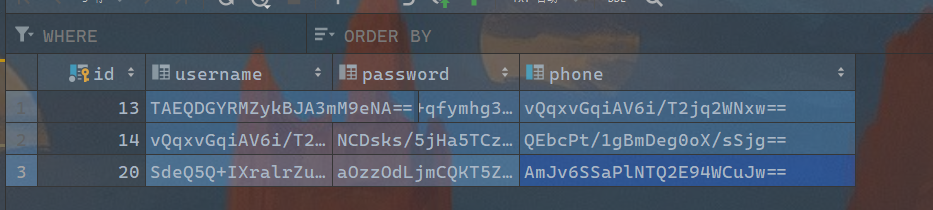 WHERE ORDER BY
id username password phone
1 13 TAEQDGYRMZykBJA3mM9eNA== +qfymhg3… vQqxvGqiAV6i/T2jq2WNxw==
2 14 vQqxvGqiAV6i/T2… NCDsks/5jHa5TCz… QEbcPt/1gBmDeg0oX/sSjg==
3 20 SdeQ5Q+IXralrZu… aOzzOdLjmCQKT5Z… AmJv6SSaPlNTQ2E94WCuJw==